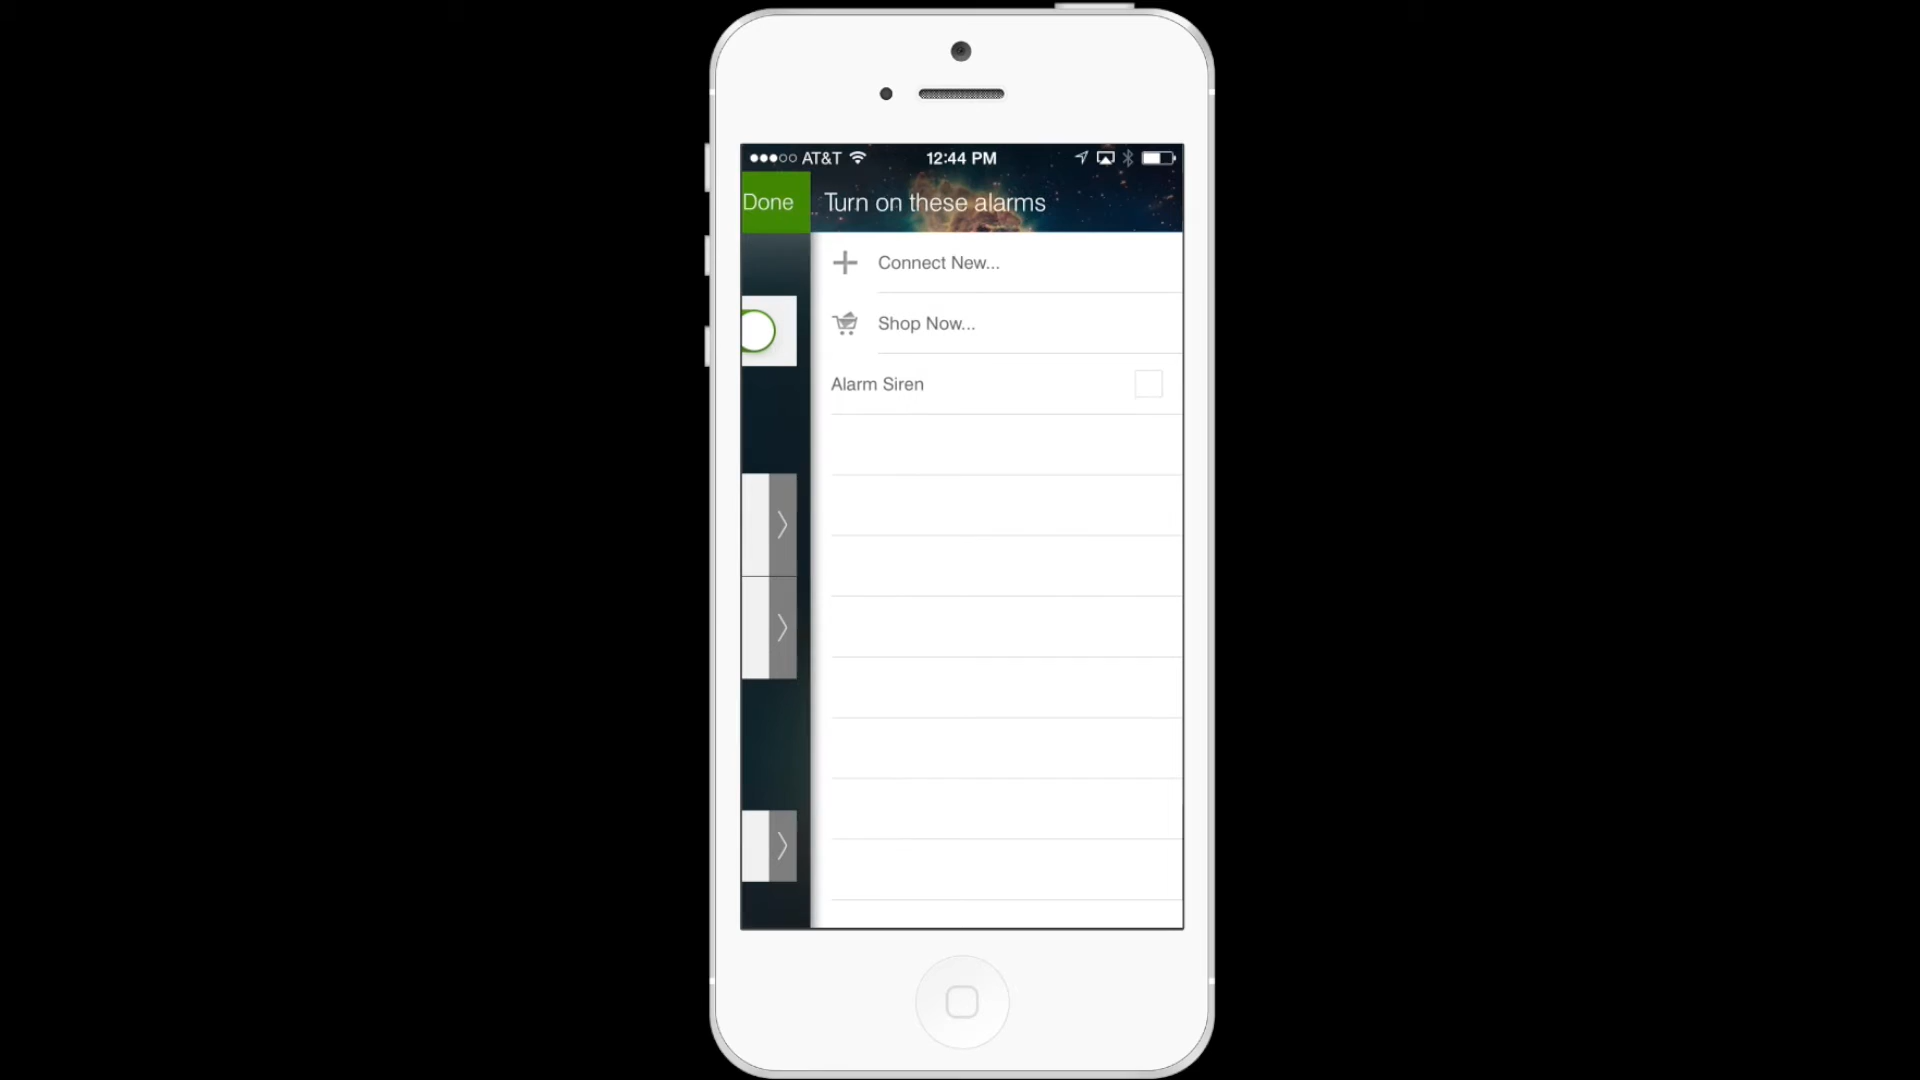 AT&T 12:44 PM
Done Turn on these alarms
Connect New...
Shop Now...
Alarm Siren